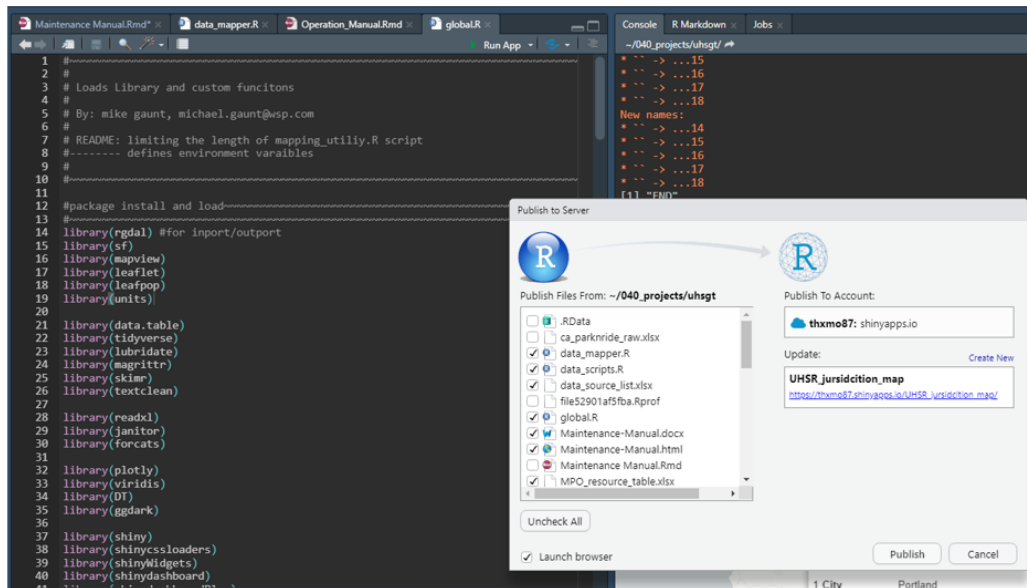 Maintenance Manual.Rmd* × data_mapper.R × Operation_Manual.Rmd × global.R ×
Run App
1 #~~~~~~~~~~~~~~~~~~~~~~~~~~~~~~~~~~~~~~~~
2 #
3 # Loads Library and custom funcitons
4 #
5 # By: mike gaunt, michael.gaunt@wsp.com
6 #
7 # README: limiting the length of mapping_utiliy.R script
8 #-------- defines environment varaibles
9 #
10 #~~~~~~~~~~~~~~~~~~~~~~~~~~~~~~~~~~~~~~~~
11
12 #package install and load~~~~~~~~~~~~~~~~~~~~
13 #~~~~~~~~~~~~~~~~~~~~~~~~~~~~~~~~~~~~~~~~
14 library(rgdal) #for inport/outport
15 library(sf)
16 library(mapview)
17 library(leaflet)
18 library(leafpop)
19 library(units)
20
21 library(data.table)
22 library(tidyverse)
23 library(lubridate)
24 library(magrittr)
25 library(skimr)
26 library(textclean)
27
28 library(readxl)
29 library(janitor)
30 library(forcats)
31
32 library(plotly)
33 library(viridis)
34 library(DT)
35 library(ggdark)
36
37 library(shiny)
38 library(shinycssloaders)
39 library(shinyWidgets)
40 library(shinydashboard)
Console R Markdown × Jobs ×
~/040_projects/uhsgt/
* `` -> ...15
* `` -> ...16
* `` -> ...17
* `` -> ...18
New names:
* `` -> ...14
* `` -> ...15
* `` -> ...16
* `` -> ...17
* `` -> ...18
[1] "END"
Publish to Server
R
R
Publish Files From: ~/040_projects/uhsgt
.RData
ca_parknride_raw.xlsx
data_mapper.R
data_scripts.R
data_source_list.xlsx
file52901af5fba.Rprof
global.R
Maintenance-Manual.docx
Maintenance-Manual.html
Maintenance Manual.Rmd
MPO_resource_table.xlsx
Uncheck All
Launch browser
Publish To Account:
thxmo87: shinyapps.io
Update: Create New
UHSR_jursidcition_map
https://thxmo87.shinyapps.io/UHSR_jursidcition_map/
Publish Cancel
1 City Portland